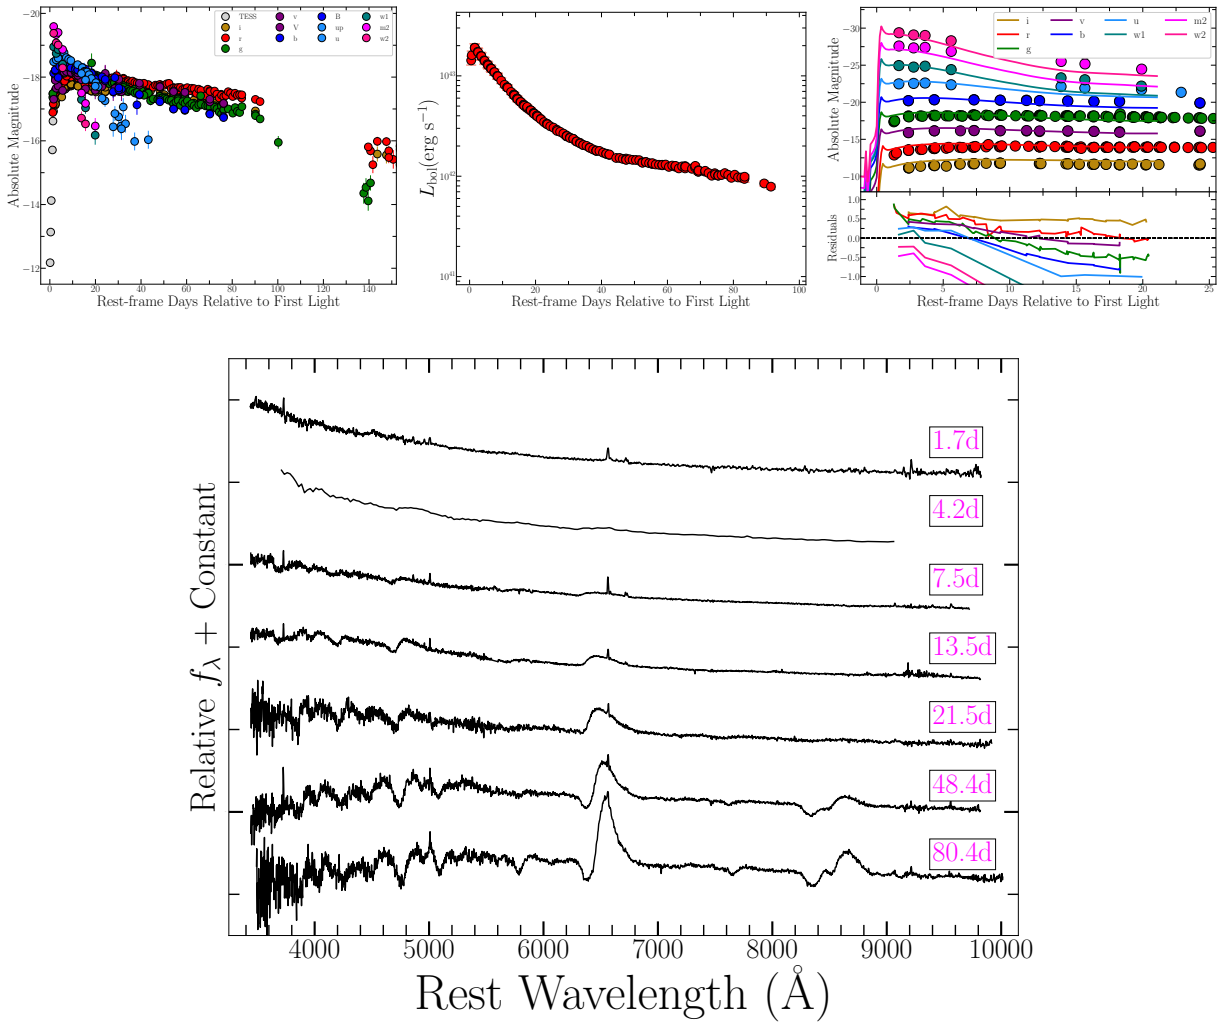 TESS
i
r
g
v
V
b
B
up
u
w1
m2
w2
Absolute Magnitude
−20
−18
−16
−14
−12
0 20 40 60 80 100 120 140
Rest-frame Days Relative to First Light
L_bol(erg s⁻¹)
10⁴³
10⁴²
10⁴¹
0 20 40 60 80 100
Rest-frame Days Relative to First Light
i
r
g
v
b
u
w1
m2
w2
Absolute Magnitude
−30
−25
−20
−15
−10
Residuals
1.0
0.5
0.0
−0.5
−1.0
0 5 10 15 20 25
Rest-frame Days Relative to First Light
Relative f_λ + Constant
1.7d
4.2d
7.5d
13.5d
21.5d
48.4d
80.4d
4000 5000 6000 7000 8000 9000 10000
Rest Wavelength (Å)